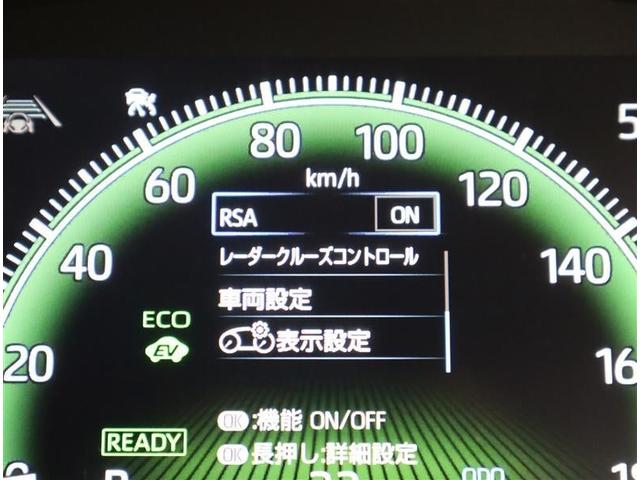 80 100
60 km/h 120
RSA ON
40 レーダークルーズコントロール 140
車両設定
ECO
EV 表示設定
20
OK:機能 ON/OFF
READY OK 長押し:詳細設定